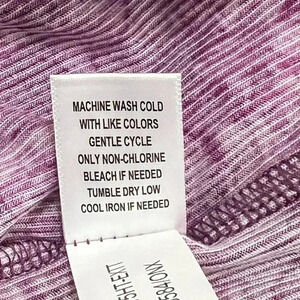 MACHINE WASH COLD
WITH LIKE COLORS
GENTLE CYCLE
ONLY NON-CHLORINE
BLEACH IF NEEDED
TUMBLE DRY LOW
COOL IRON IF NEEDED